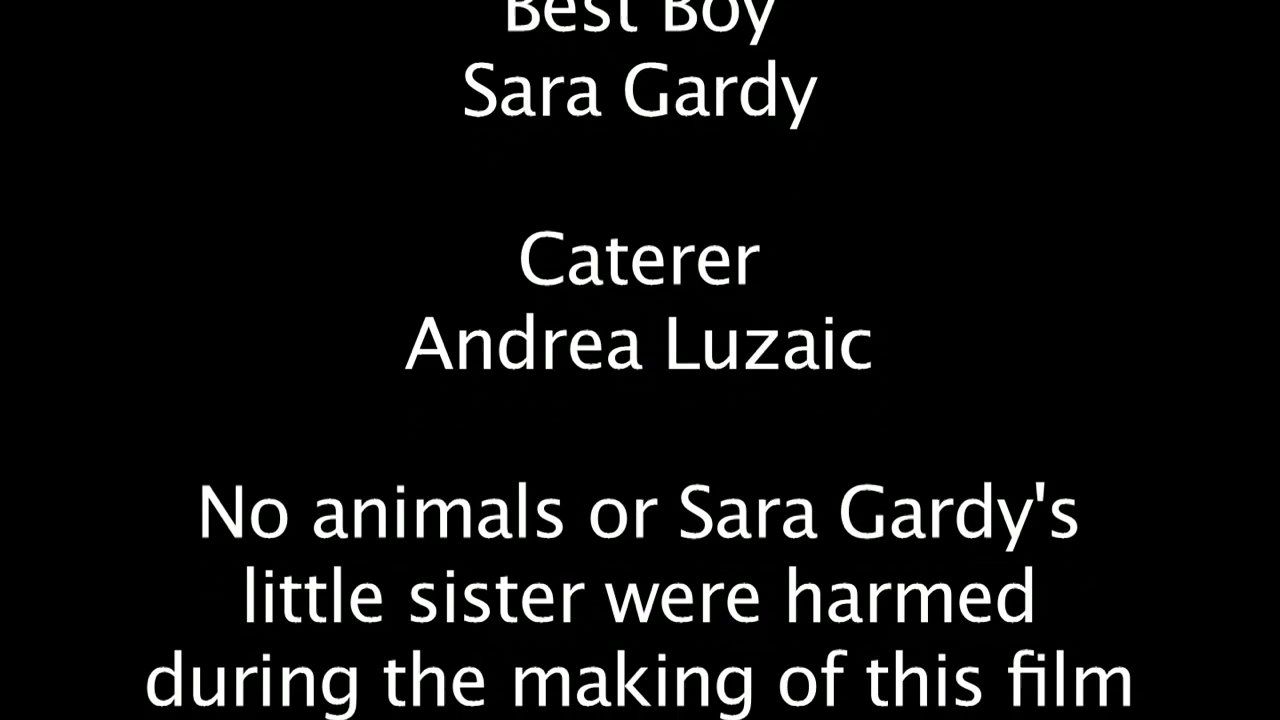 Best Boy
Sara Gardy
Caterer
Andrea Luzaic
No animals or Sara Gardy's
little sister were harmed
during the making of this film